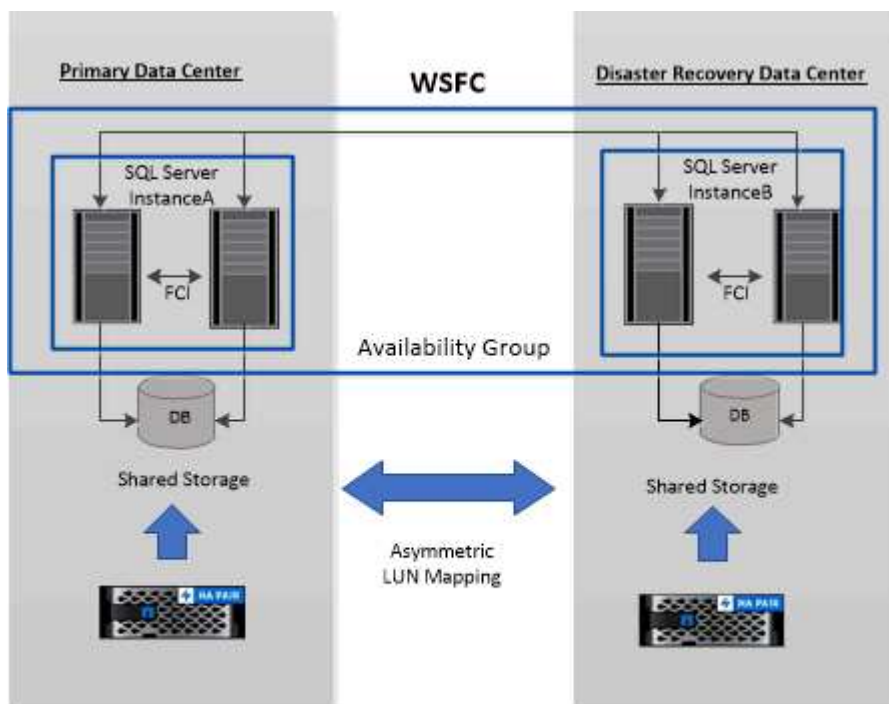 Primary Data Center
WSFC
Disaster Recovery Data Center
SQL Server
InstanceA
FCI
SQL Server
InstanceB
FCI
Availability Group
DB
DB
Shared Storage
Shared Storage
Asymmetric
LUN Mapping
HA PAIR
HA PAIR